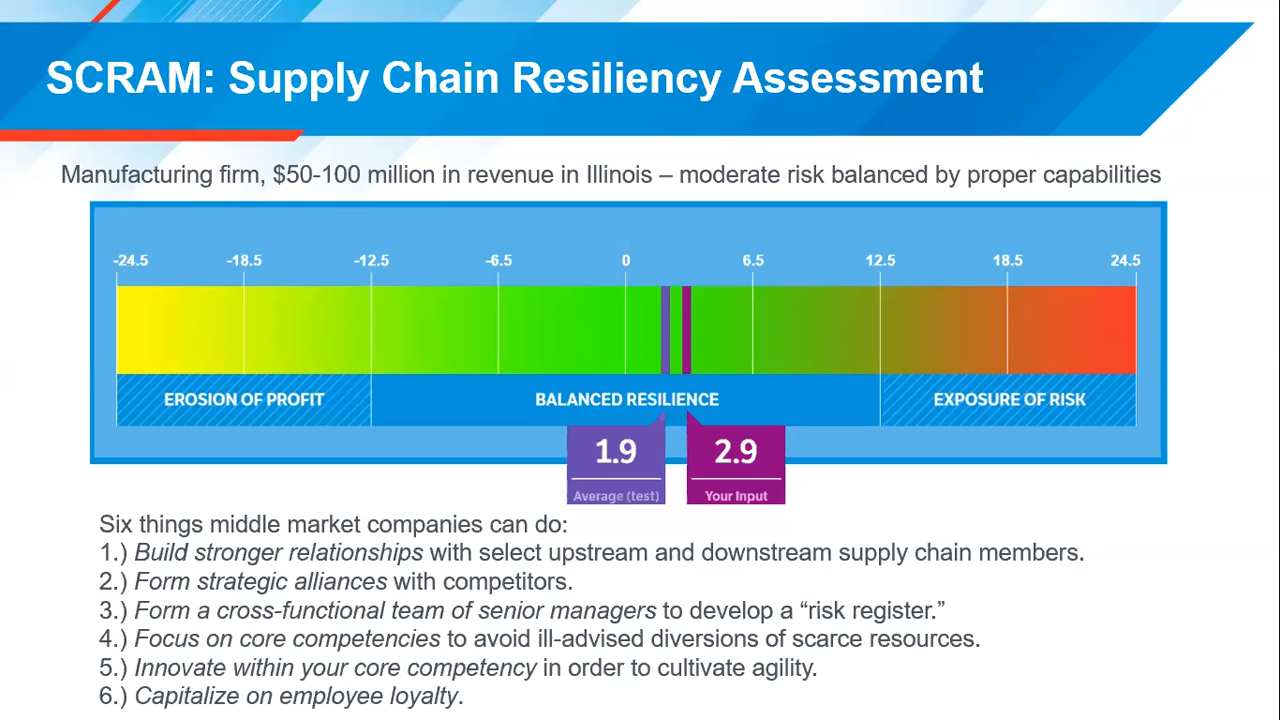 SCRAM: Supply Chain Resiliency Assessment
Manufacturing firm, $50-100 million in revenue in Illinois – moderate risk balanced by proper capabilities
-24.5 -18.5 -12.5 -6.5 0 6.5 12.5 18.5 24.5
EROSION OF PROFIT BALANCED RESILIENCE EXPOSURE OF RISK
1.9 2.9
Average (test) Your Input
Six things middle market companies can do:
1.) Build stronger relationships with select upstream and downstream supply chain members.
2.) Form strategic alliances with competitors.
3.) Form a cross-functional team of senior managers to develop a “risk register.”
4.) Focus on core competencies to avoid ill-advised diversions of scarce resources.
5.) Innovate within your core competency in order to cultivate agility.
6.) Capitalize on employee loyalty.